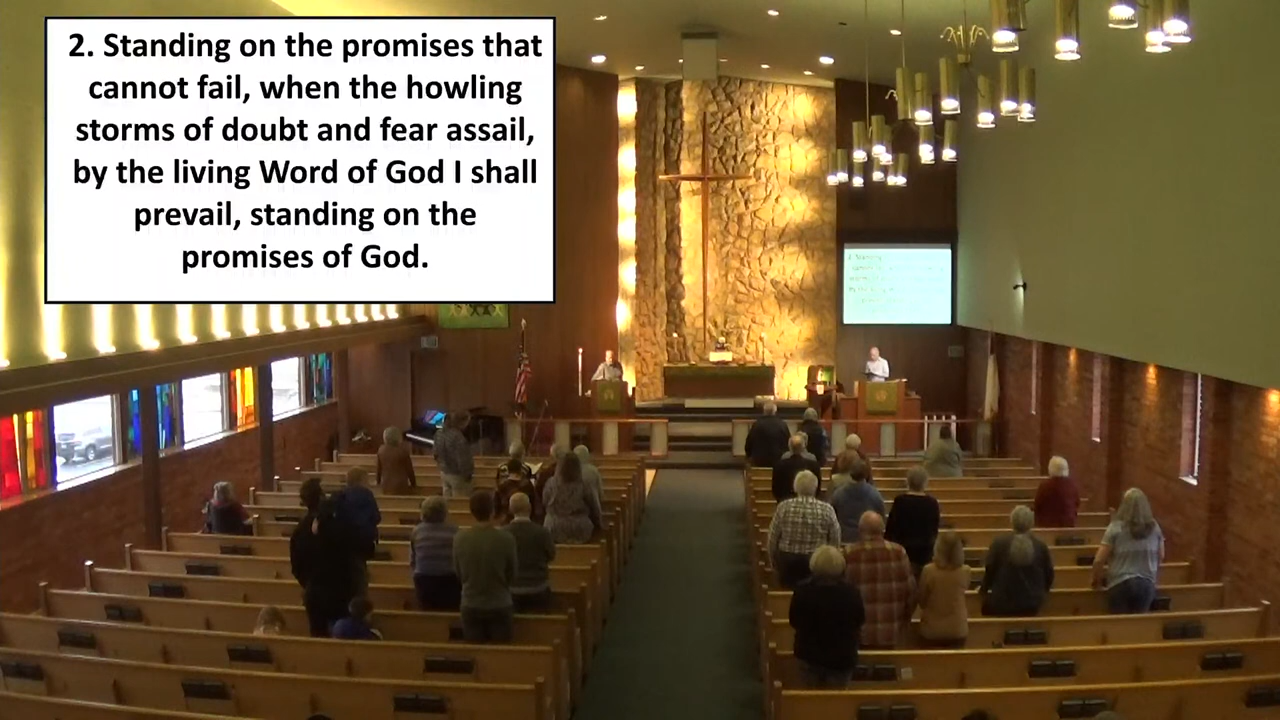 2. Standing on the promises that
cannot fail, when the howling
storms of doubt and fear assail,
by the living Word of God I shall
prevail, standing on the
promises of God.